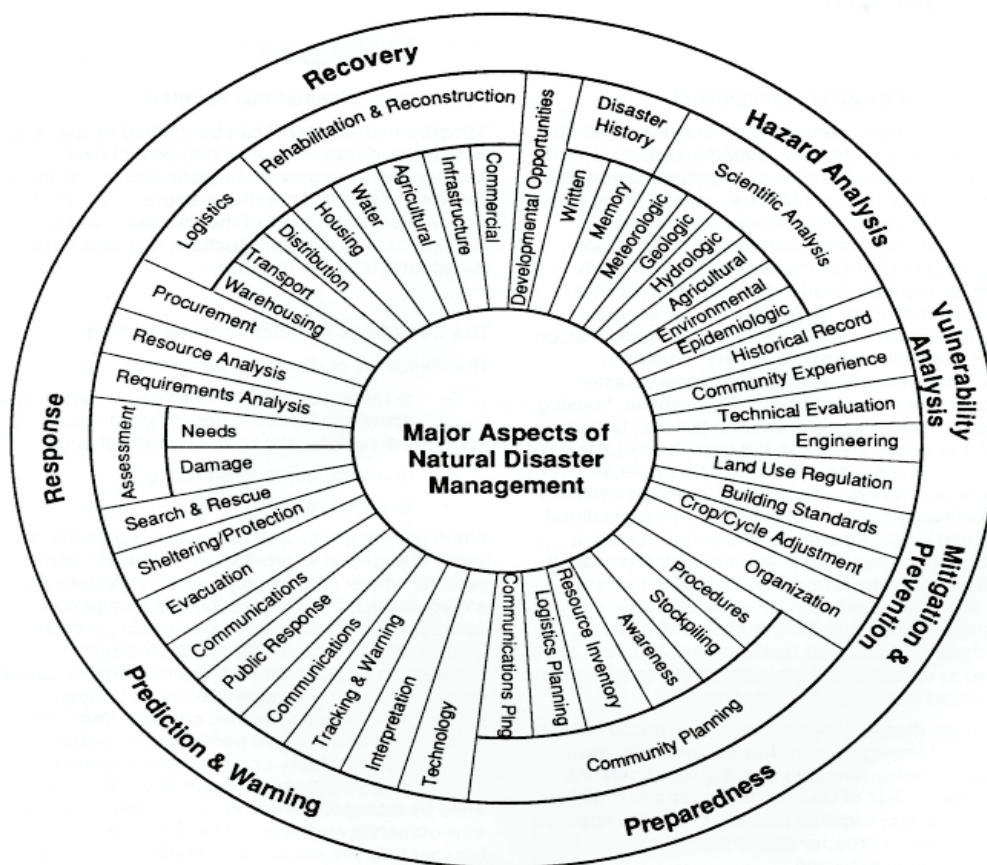 Recovery
Rehabilitation & Reconstruction
Housing
Water
Agricultural
Infrastructure
Commercial
Developmental Opportunities
Hazard Analysis
Disaster
History
Written
Memory
Scientific Analysis
Meteorologic
Geologic
Hydrologic
Agricultural
Environmental
Epidemiologic
Vulnerability
Analysis
Historical Record
Community Experience
Technical Evaluation
Mitigation &
Prevention
Engineering
Land Use Regulation
Building Standards
Crop/Cycle Adjustment
Preparedness
Organization
Community Planning
Procedures
Stockpiling
Awareness
Resource Inventory
Logistics Planning
Communications Plng
Prediction & Warning
Technology
Interpretation
Tracking & Warning
Communications
Public Response
Communications
Evacuation
Sheltering/Protection
Response
Search & Rescue
Assessment
Damage
Needs
Requirements Analysis
Resource Analysis
Procurement
Logistics
Warehousing
Transport
Distribution
Major Aspects of
Natural Disaster
Management